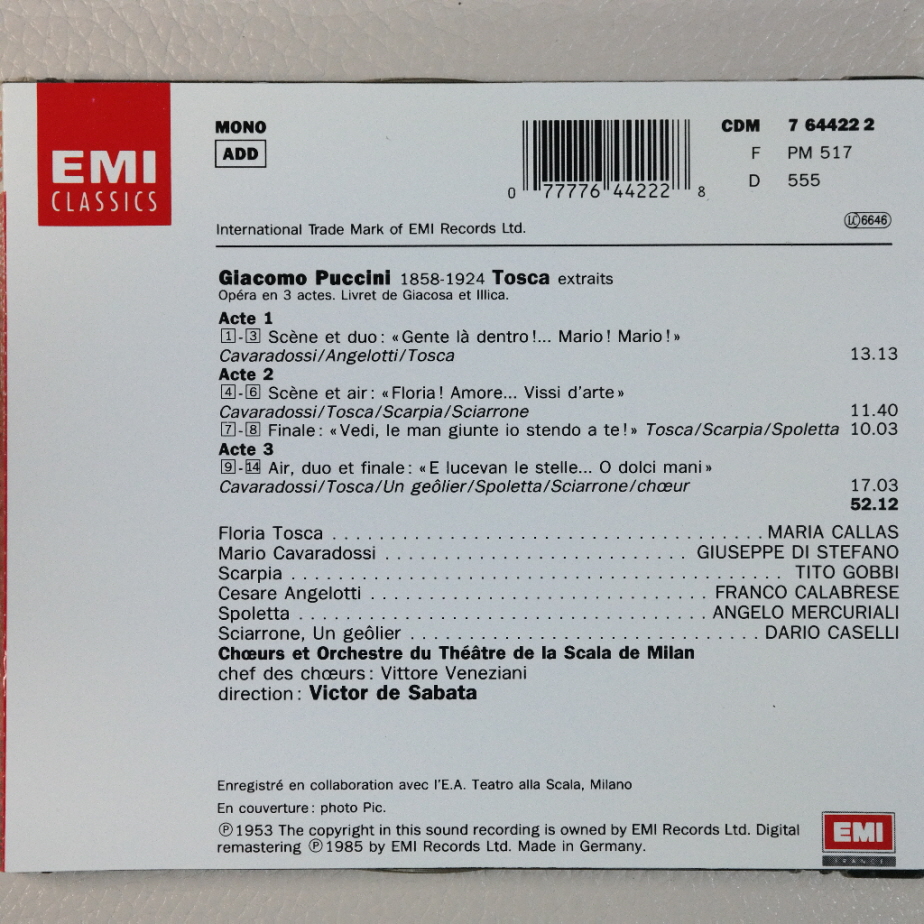 EMI
CLASSICS
MONO
ADD
0 77776 44222 8
CDM 7 64422 2
F PM 517
D 555
International Trade Mark of EMI Records Ltd.
LC 6646
Giacomo Puccini 1858-1924 Tosca extraits
Opéra en 3 actes. Livret de Giacosa et Illica.
Acte 1
1-3 Scène et duo : «Gente là dentro !... Mario ! Mario !»
Cavaradossi/Angelotti/Tosca 13.13
Acte 2
4-6 Scène et air : «Floria ! Amore... Vissi d'arte»
Cavaradossi/Tosca/Scarpia/Sciarrone 11.40
7-8 Finale : «Vedi, le man giunte io stendo a te !» Tosca/Scarpia/Spoletta 10.03
Acte 3
9-14 Air, duo et finale : «E lucevan le stelle... O dolci mani»
Cavaradossi/Tosca/Un geôlier/Spoletta/Sciarrone/chœur 17.03
52.12
Floria Tosca . . . . . . . . . . . . . . . . . . . . MARIA CALLAS
Mario Cavaradossi . . . . . . . . . . . . . . . . . . . . GIUSEPPE DI STEFANO
Scarpia . . . . . . . . . . . . . . . . . . . . TITO GOBBI
Cesare Angelotti . . . . . . . . . . . . . . . . . . . . FRANCO CALABRESE
Spoletta . . . . . . . . . . . . . . . . . . . . ANGELO MERCURIALI
Sciarrone, Un geôlier . . . . . . . . . . . . . . . . . . . . DARIO CASELLI
Chœurs et Orchestre du Théâtre de la Scala de Milan
chef des chœurs : Vittore Veneziani
direction : Victor de Sabata
Enregistré en collaboration avec l'E.A. Teatro alla Scala, Milano
En couverture : photo Pic.
℗ 1953 The copyright in this sound recording is owned by EMI Records Ltd. Digital
remastering ℗ 1985 by EMI Records Ltd. Made in Germany.
EMI
FRANCE